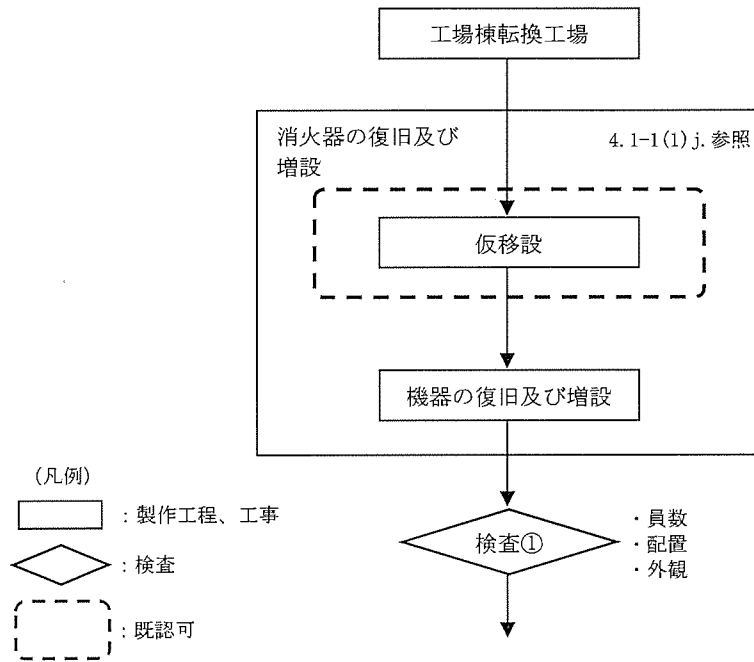 工場棟転換工場
消火器の復旧及び
増設
4.1-1(1)j.参照
仮移設
機器の復旧及び増設
検査①
・員数
・配置
・外観
(凡例)
：製作工程、工事
：検査
：既認可